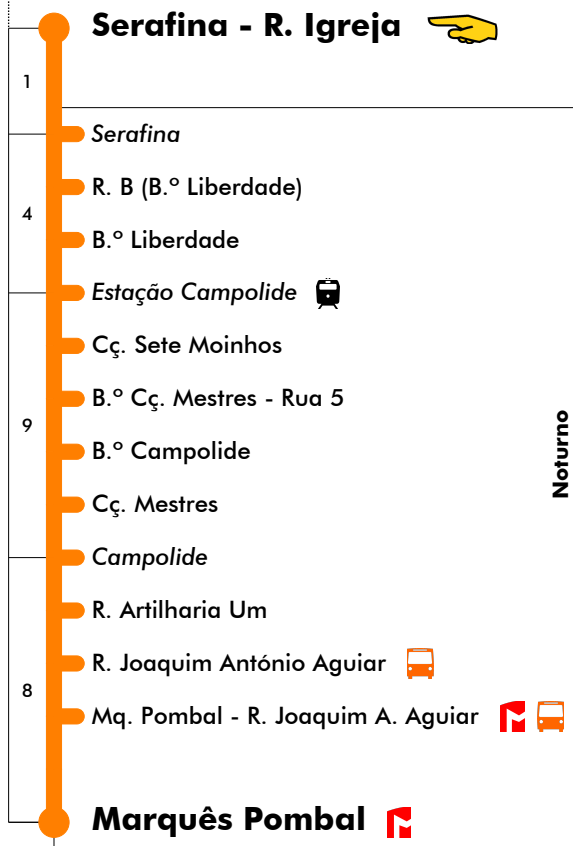 Serafina - R. Igreja
1
Serafina
R. B (B.º Liberdade)
4
B.º Liberdade
Estação Campolide
Cç. Sete Moinhos
B.º Cç. Mestres - Rua 5
9
B.º Campolide
Noturno
Cç. Mestres
Campolide
R. Artilharia Um
R. Joaquim António Aguiar
8
Mq. Pombal - R. Joaquim A. Aguiar
Marquês Pombal